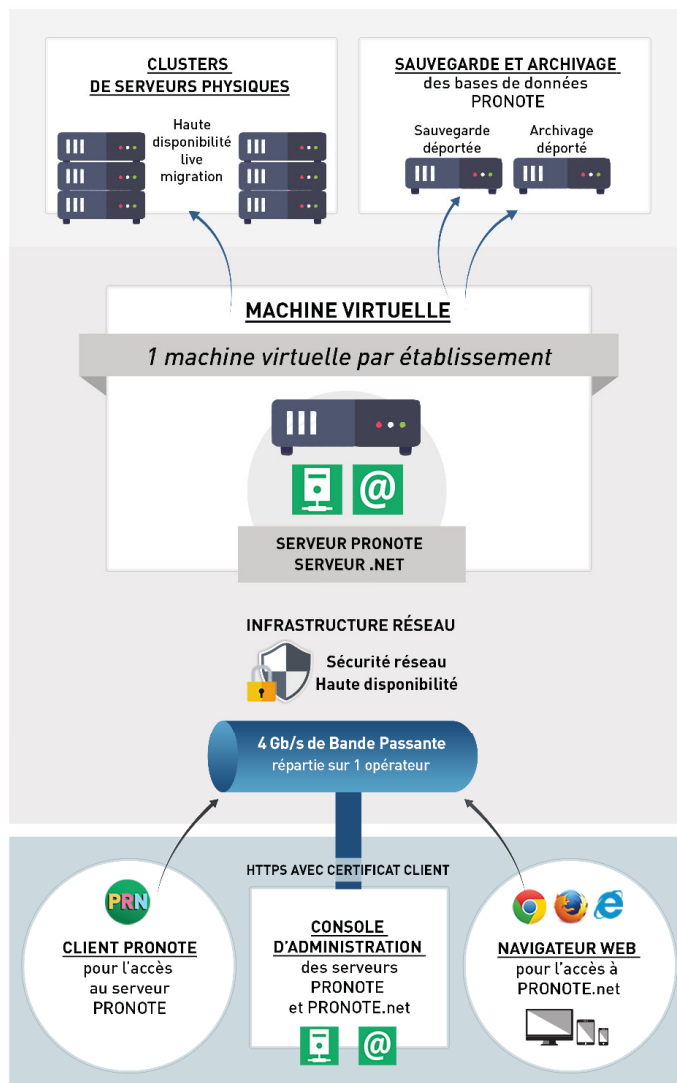 CLUSTERS
DE SERVEURS PHYSIQUES
Haute
disponibilité
live
migration
SAUVEGARDE ET ARCHIVAGE
des bases de données
PRONOTE
Sauvegarde
déportée
Archivage
déporté
MACHINE VIRTUELLE
1 machine virtuelle par établissement
@
SERVEUR PRONOTE
SERVEUR .NET
INFRASTRUCTURE RÉSEAU
Sécurité réseau
Haute disponibilité
4 Gb/s de Bande Passante
répartie sur 1 opérateur
HTTPS AVEC CERTIFICAT CLIENT
PRN
CLIENT PRONOTE
pour l'accès
au serveur
PRONOTE
CONSOLE
D'ADMINISTRATION
des serveurs
PRONOTE
et PRONOTE.net
@
NAVIGATEUR WEB
pour l'accès à
PRONOTE.net